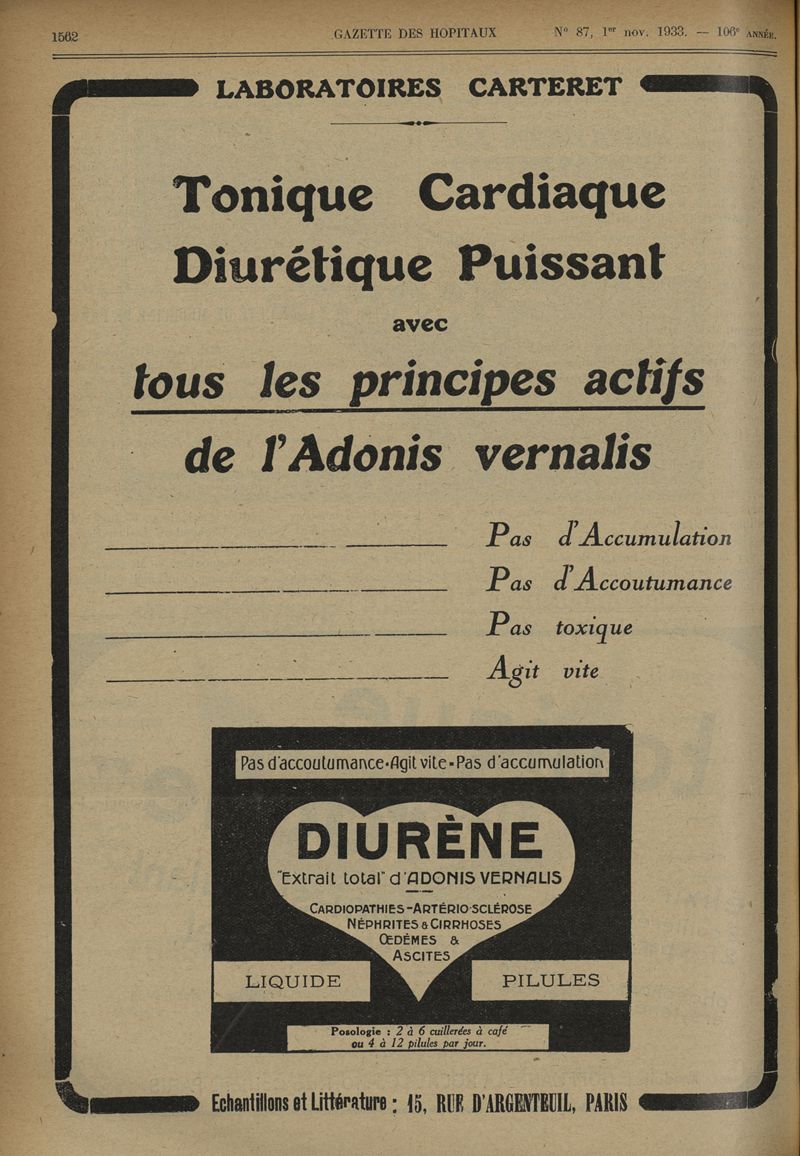 1562 GAZETTE DES HOPITAUX N° 87, 1er nov. 1933. — 106e ANNÉE.
LABORATOIRES CARTERET
Tonique Cardiaque
Diurétique Puissant
avec
tous les principes actifs
de l'Adonis vernalis
Pas d'Accumulation
Pas d'Accoutumance
Pas toxique
Agit vite
Pas d'accoutumance•Agit vite•Pas d'accumulation
DIURÈNE
"Extrait total" d'ADONIS VERNALIS
CARDIOPATHIES-ARTÉRIO-SCLÉROSE
NÉPHRITES & CIRRHOSES
ŒDÉMES &
ASCITES
LIQUIDE PILULES
Posologie : 2 à 6 cuillerées à café
ou 4 à 12 pilules par jour.
Echantillons et Littérature : 15, RUE D'ARGENTEUIL, PARIS